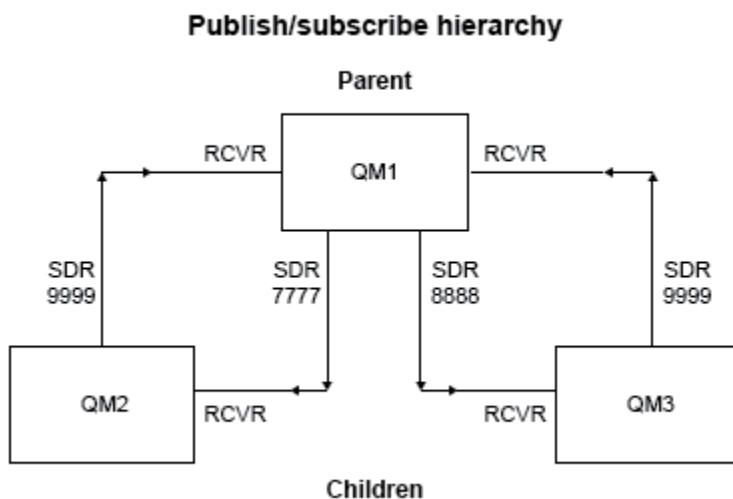 Publish/subscribe hierarchy
Parent
RCVR
QM1
RCVR
SDR
9999
SDR
7777
SDR
8888
SDR
9999
QM2
RCVR
RCVR
QM3
Children